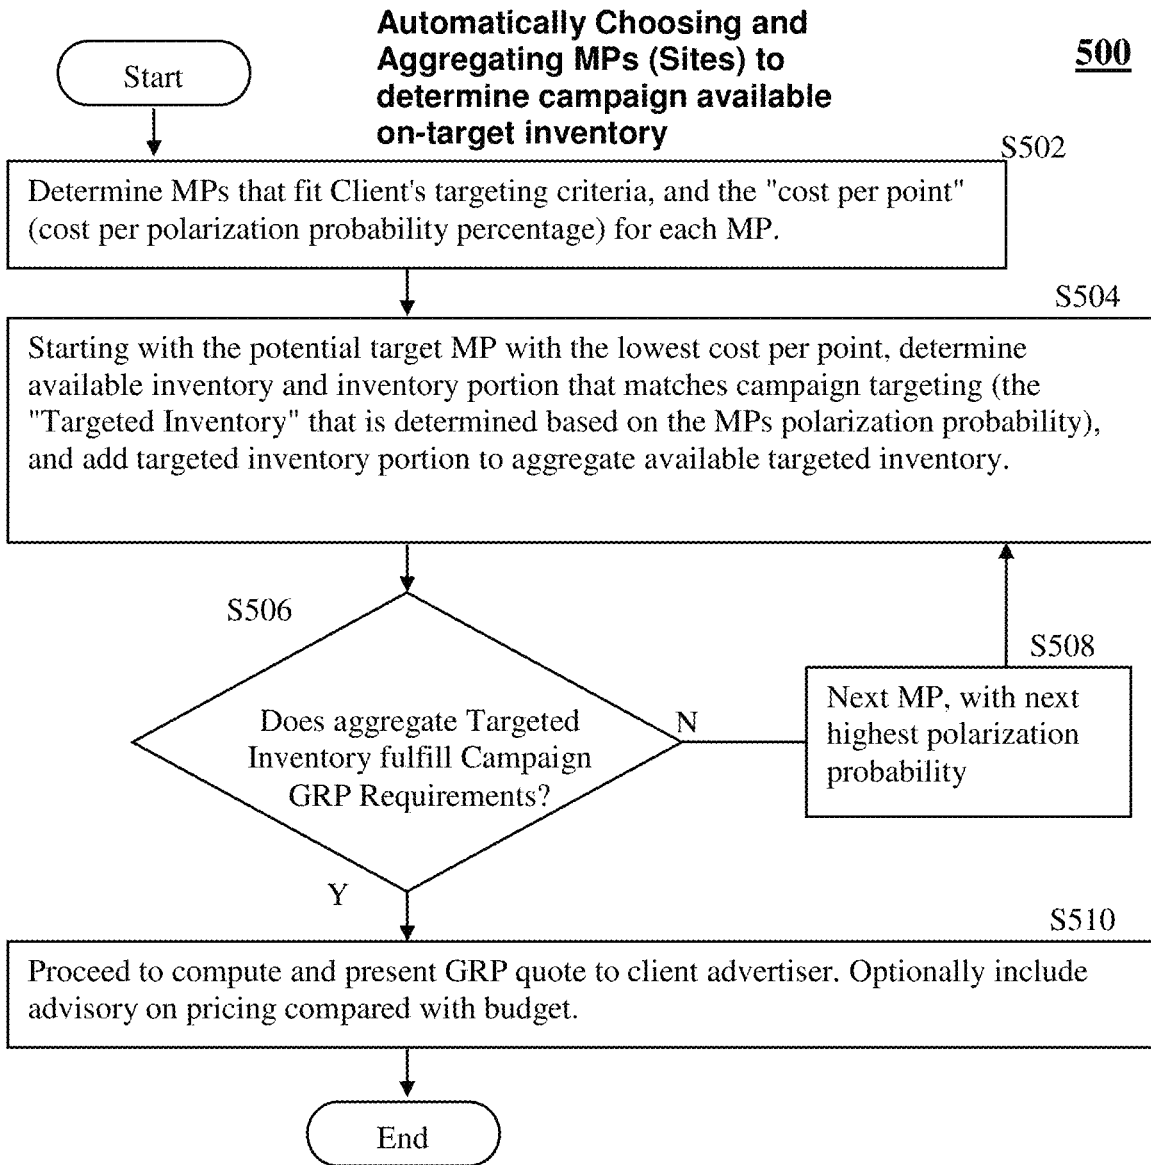 Automatically Choosing and
Aggregating MPs (Sites) to
determine campaign available
on-target inventory
500
Start
S502
Determine MPs that fit Client's targeting criteria, and the "cost per point"
(cost per polarization probability percentage) for each MP.
S504
Starting with the potential target MP with the lowest cost per point, determine
available inventory and inventory portion that matches campaign targeting (the
"Targeted Inventory" that is determined based on the MPs polarization probability),
and add targeted inventory portion to aggregate available targeted inventory.
S506
Does aggregate Targeted
Inventory fulfill Campaign
GRP Requirements?
N
S508
Next MP, with next
highest polarization
probability
Y
S510
Proceed to compute and present GRP quote to client advertiser. Optionally include
advisory on pricing compared with budget.
End